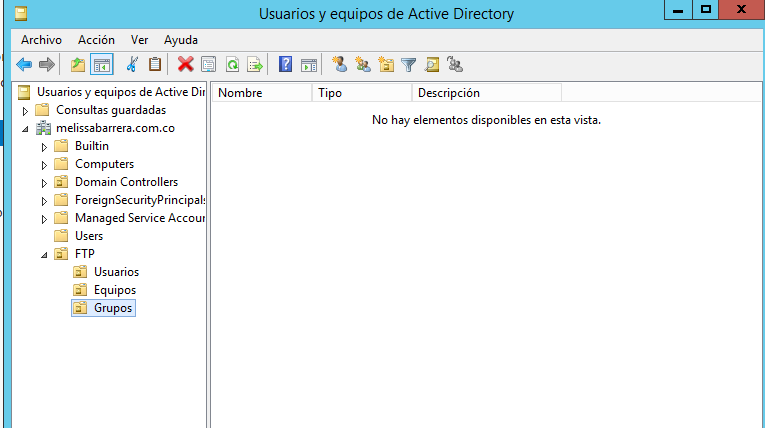 Usuarios y equipos de Active Directory
Archivo Acción Ver Ayuda
Usuarios y equipos de Active Dir
Consultas guardadas
melissabarrera.com.co
Builtin
Computers
Domain Controllers
ForeignSecurityPrincipals
Managed Service Accour
Users
FTP
Usuarios
Equipos
Grupos
Nombre Tipo Descripción
No hay elementos disponibles en esta vista.